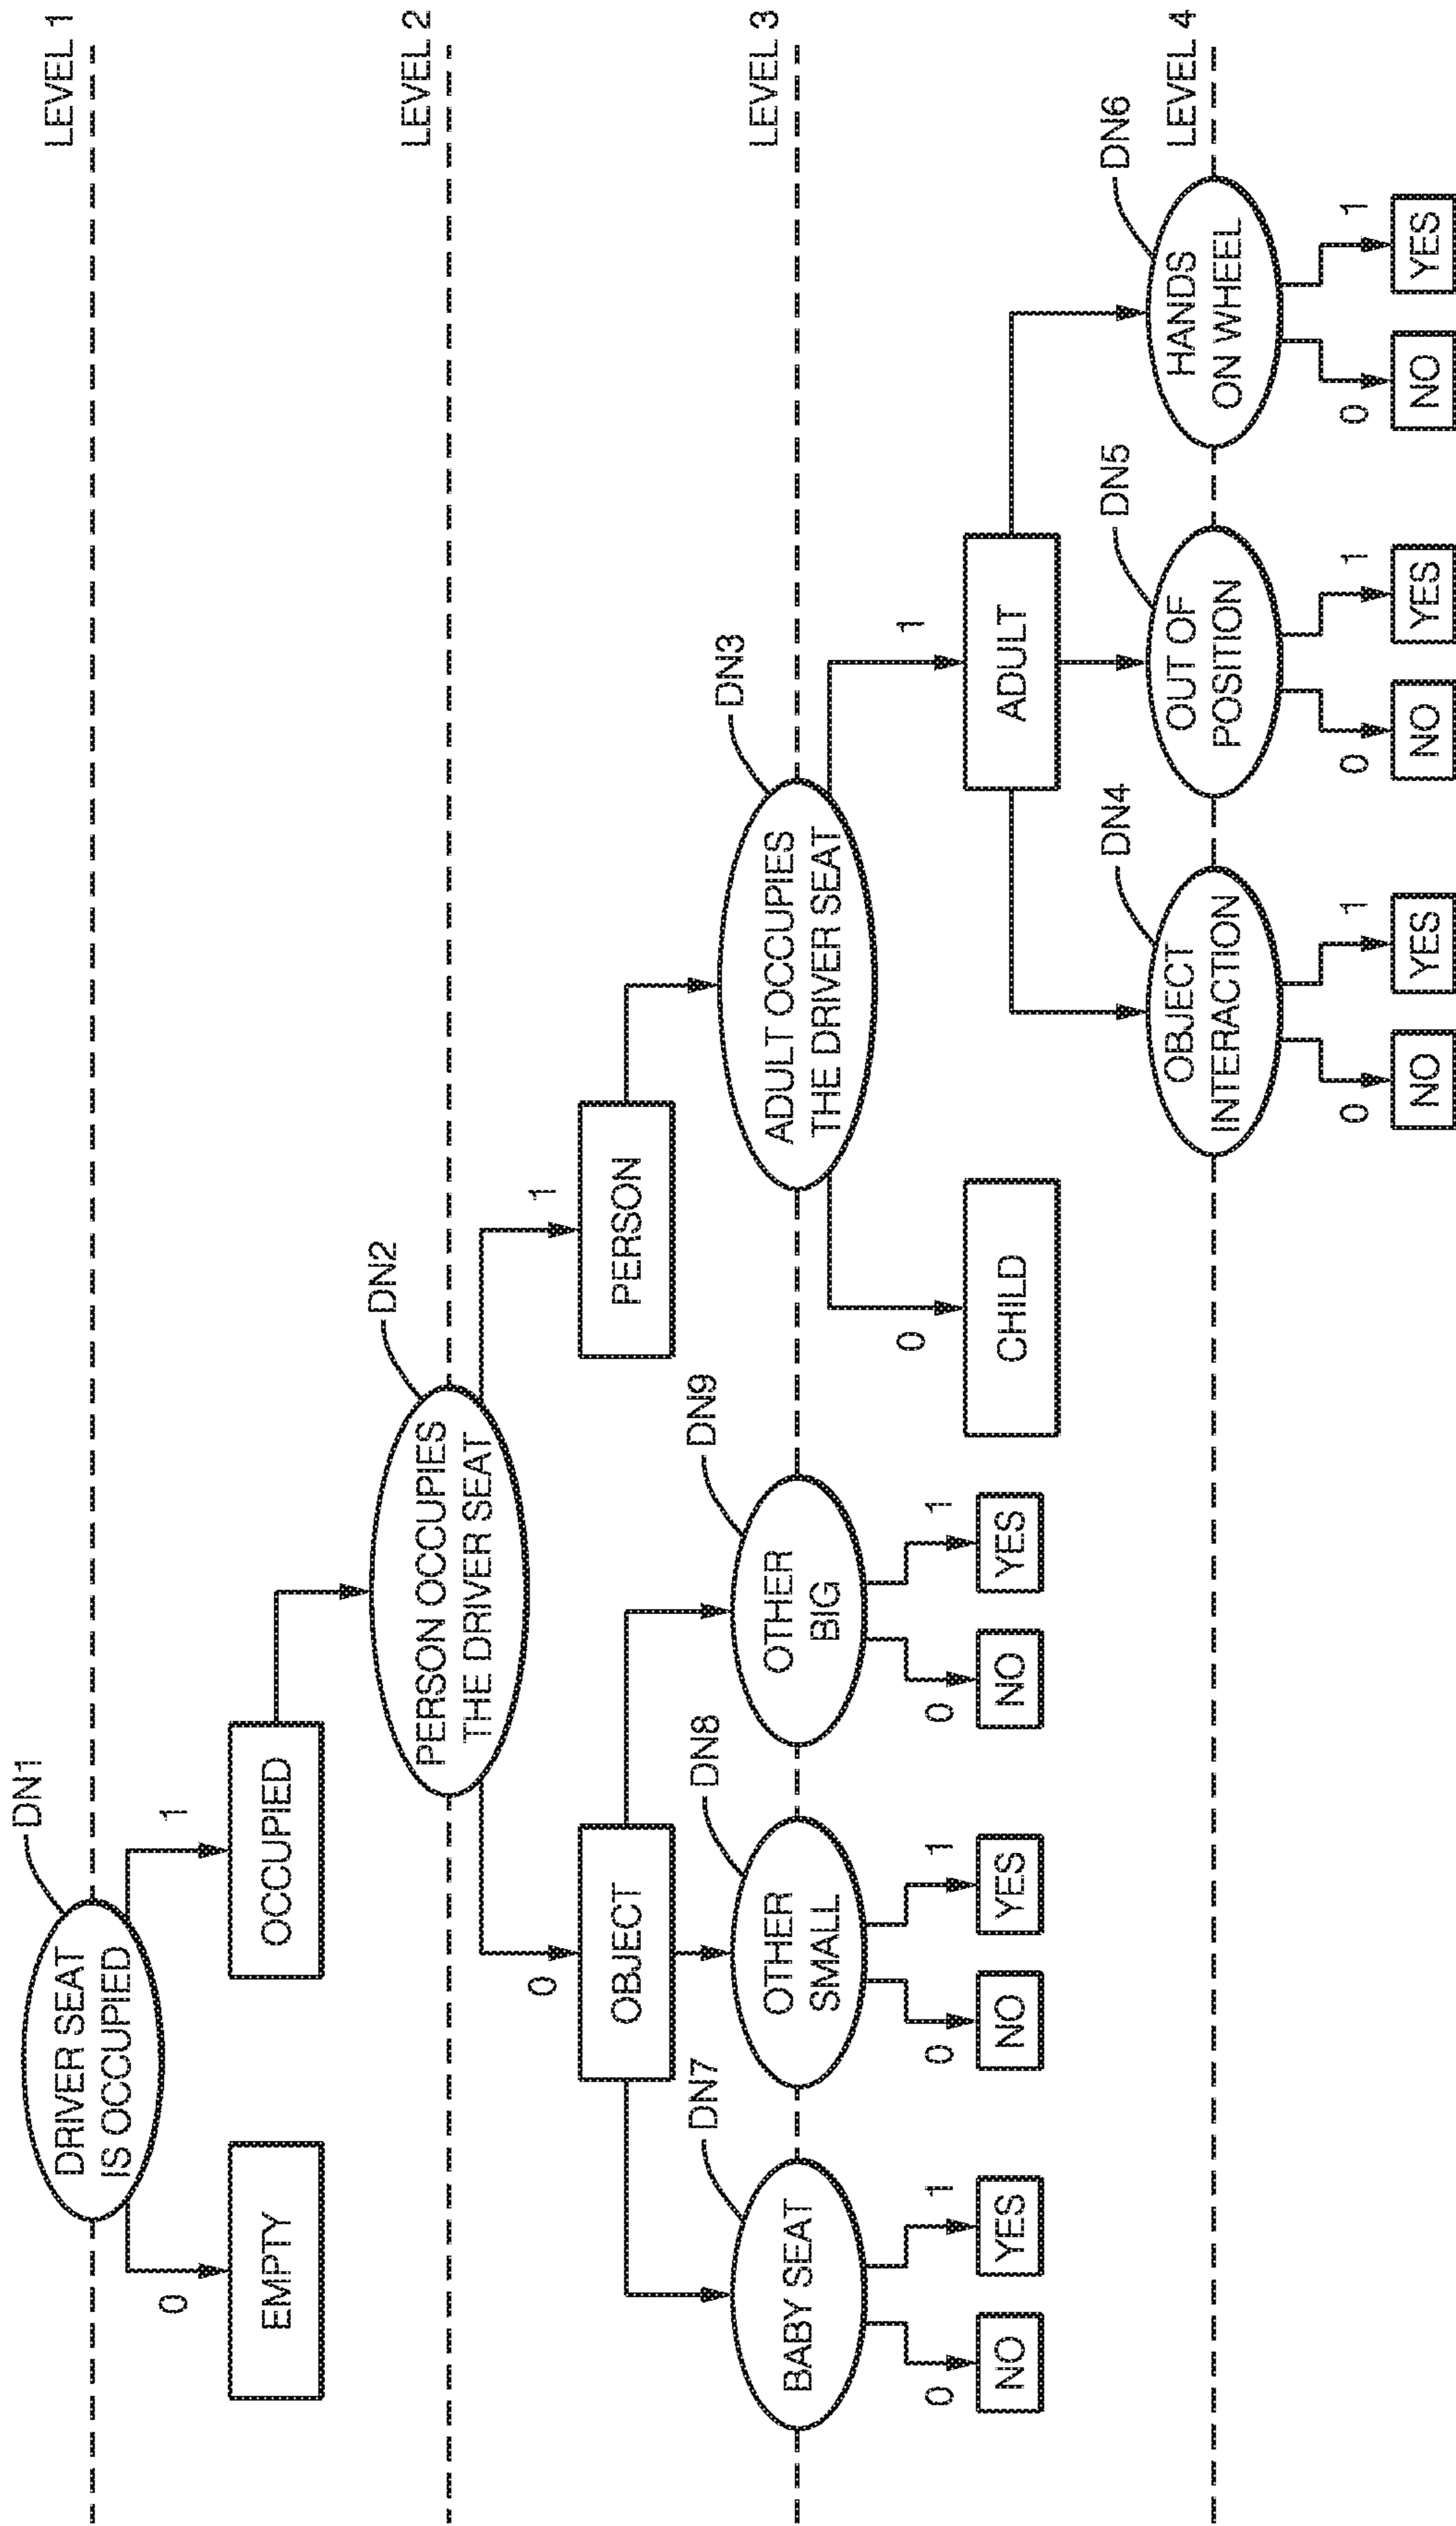 LEVEL 1
DN1
DRIVER SEAT
IS OCCUPIED
0
1
EMPTY
OCCUPIED
LEVEL 2
DN2
PERSON OCCUPIES
THE DRIVER SEAT
0
1
OBJECT
PERSON
LEVEL 3
DN7
DN8
DN9
DN3
BABY SEAT
OTHER
SMALL
OTHER
BIG
ADULT OCCUPIES
THE DRIVER SEAT
0
1
0
1
0
1
0
1
NO
YES
NO
YES
NO
YES
CHILD
ADULT
LEVEL 4
DN4
DN5
DN6
OBJECT
INTERACTION
OUT OF
POSITION
HANDS
ON WHEEL
0
1
0
1
0
1
NO
YES
NO
YES
NO
YES